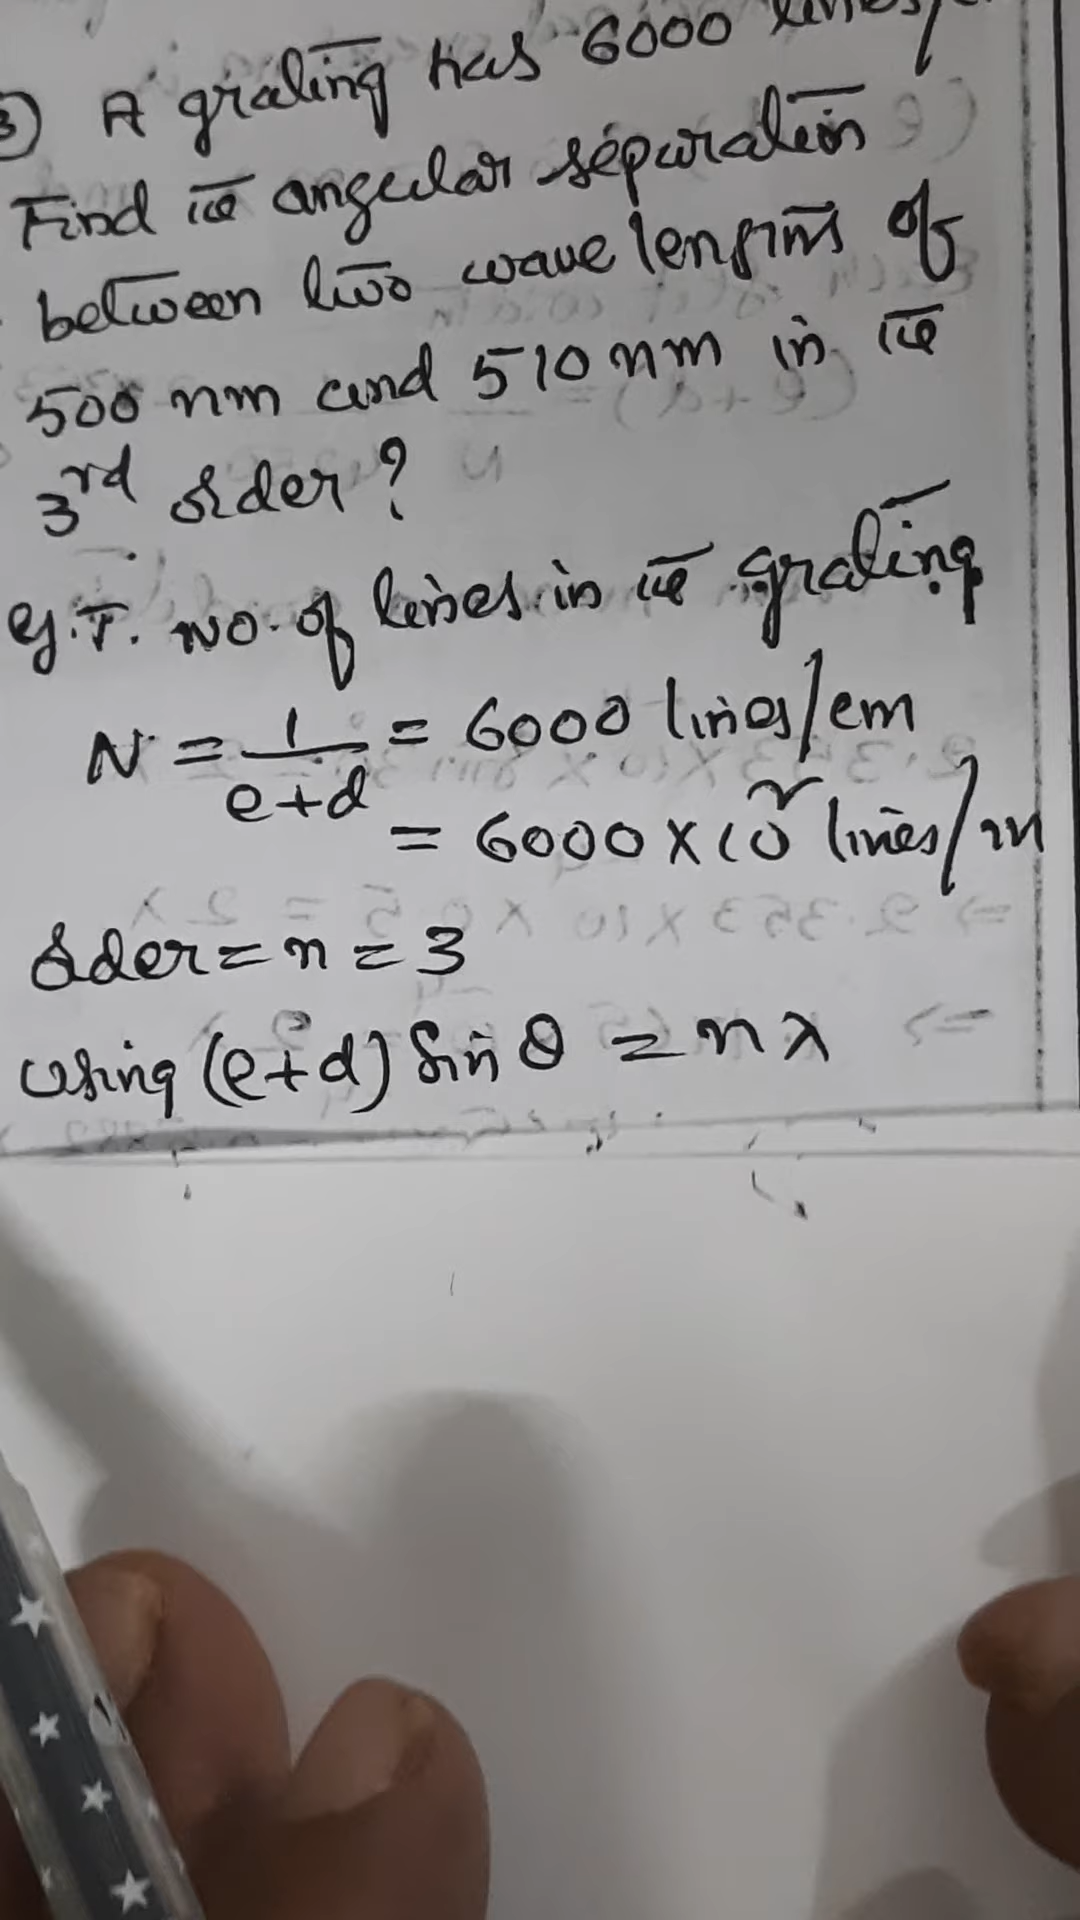 3) A grating has 6000 lines/
Find the angular separation
between two wave lengths of
500 nm and 510 nm in the
3rd order?
G.T. No. of lines in the grating
N = 1/(e+d) = 6000 lines/cm
= 6000 × 10² lines/m
Order = n = 3
using (e+d) Sin θ = nλ